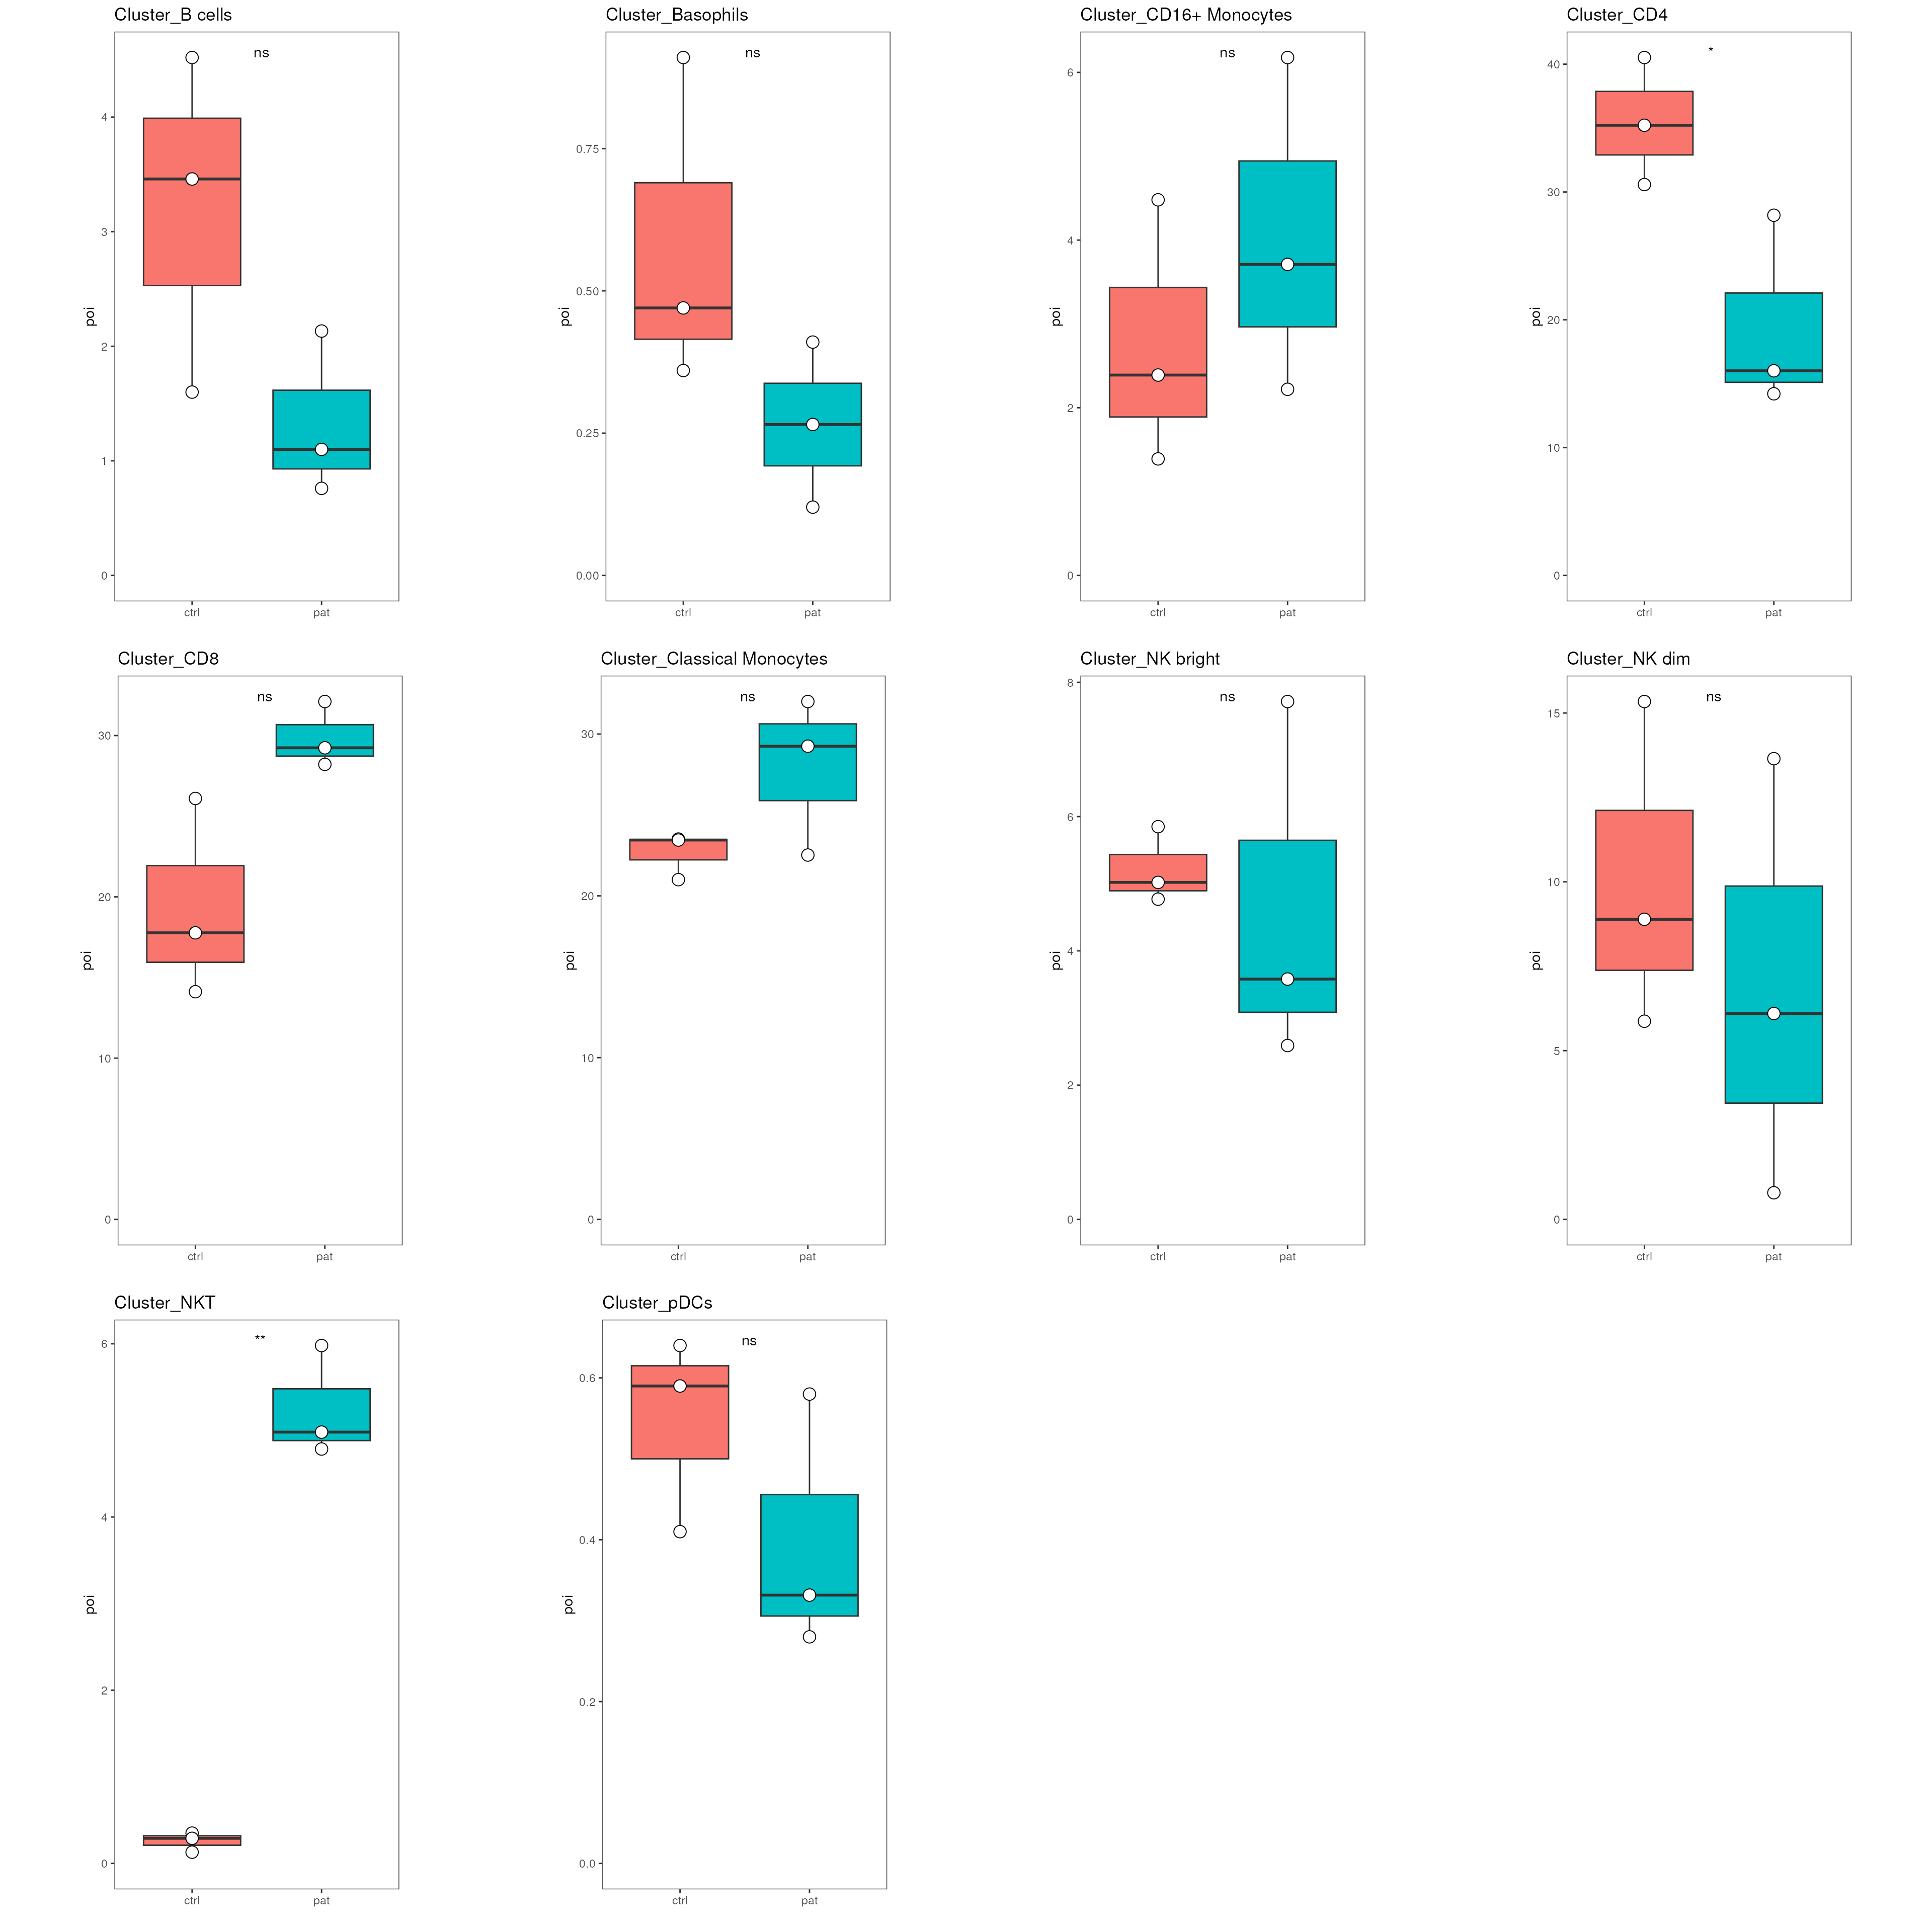 Cluster_B cells
ns
4
3
2
1
0
poi
ctrl pat
Cluster_Basophils
ns
0.75
0.50
0.25
0.00
poi
ctrl pat
Cluster_CD16+ Monocytes
ns
6
4
2
0
poi
ctrl pat
Cluster_CD4
*
40
30
20
10
0
poi
ctrl pat
Cluster_CD8
ns
30
20
10
0
poi
ctrl pat
Cluster_Classical Monocytes
ns
30
20
10
0
poi
ctrl pat
Cluster_NK bright
ns
8
6
4
2
0
poi
ctrl pat
Cluster_NK dim
ns
15
10
5
0
poi
ctrl pat
Cluster_NKT
**
6
4
2
0
poi
ctrl pat
Cluster_pDCs
ns
0.6
0.4
0.2
0.0
poi
ctrl pat